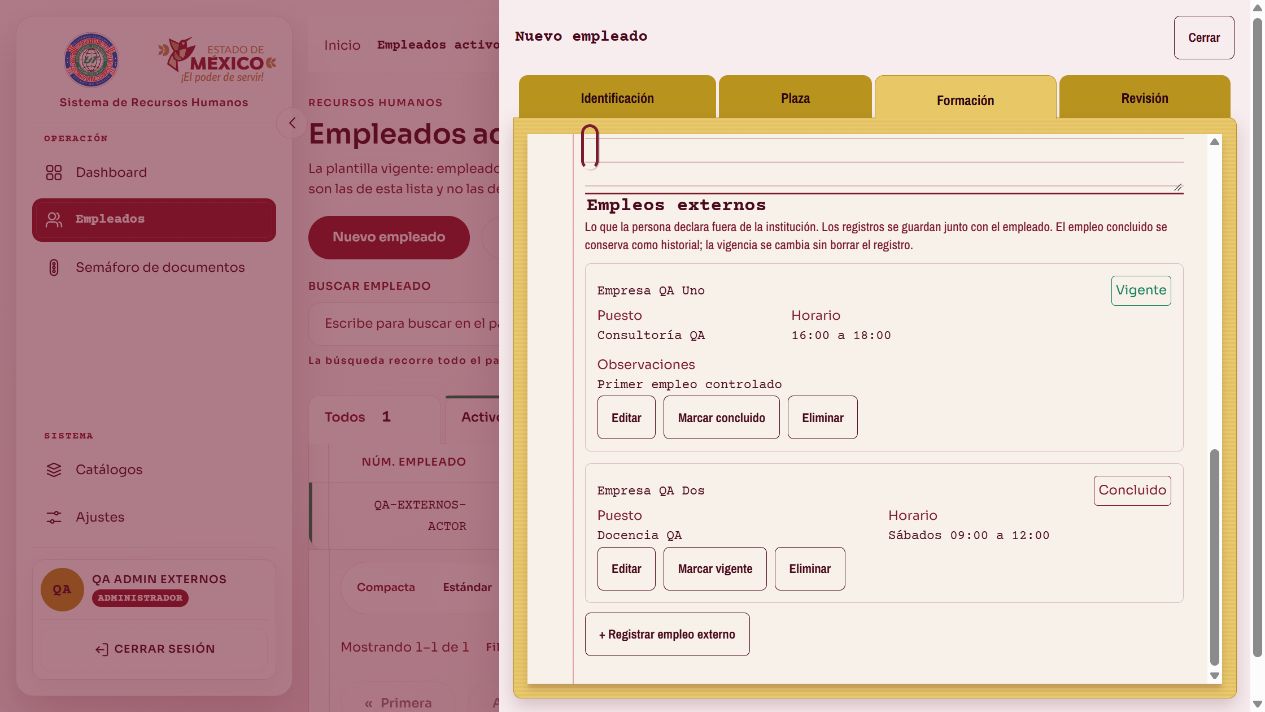 ESTADO DE
MÉXICO
¡El poder de servir!
Sistema de Recursos Humanos
OPERACIÓN
Dashboard
Empleados
Semáforo de documentos
SISTEMA
Catálogos
Ajustes
QA
QA ADMIN EXTERNOS
ADMINISTRADOR
CERRAR SESIÓN
Inicio
Empleados activo
RECURSOS HUMANOS
Empleados ac
La plantilla vigente: emplead
son las de esta lista y no las de
Nuevo empleado
BUSCAR EMPLEADO
Escribe para buscar en el pa
La búsqueda recorre todo el pa
Todos 1
Activ
NÚM. EMPLEADO
QA-EXTERNOS-
ACTOR
Compacta
Estándar
Mostrando 1–1 de 1
Fil
« Primera
A
Nuevo empleado
Cerrar
Identificación
Plaza
Formación
Revisión
Empleos externos
Lo que la persona declara fuera de la institución. Los registros se guardan junto con el empleado. El empleo concluido se
conserva como historial; la vigencia se cambia sin borrar el registro.
Empresa QA Uno
Vigente
Puesto
Horario
Consultoría QA
16:00 a 18:00
Observaciones
Primer empleo controlado
Editar
Marcar concluido
Eliminar
Empresa QA Dos
Concluido
Puesto
Horario
Docencia QA
Sábados 09:00 a 12:00
Editar
Marcar vigente
Eliminar
+ Registrar empleo externo